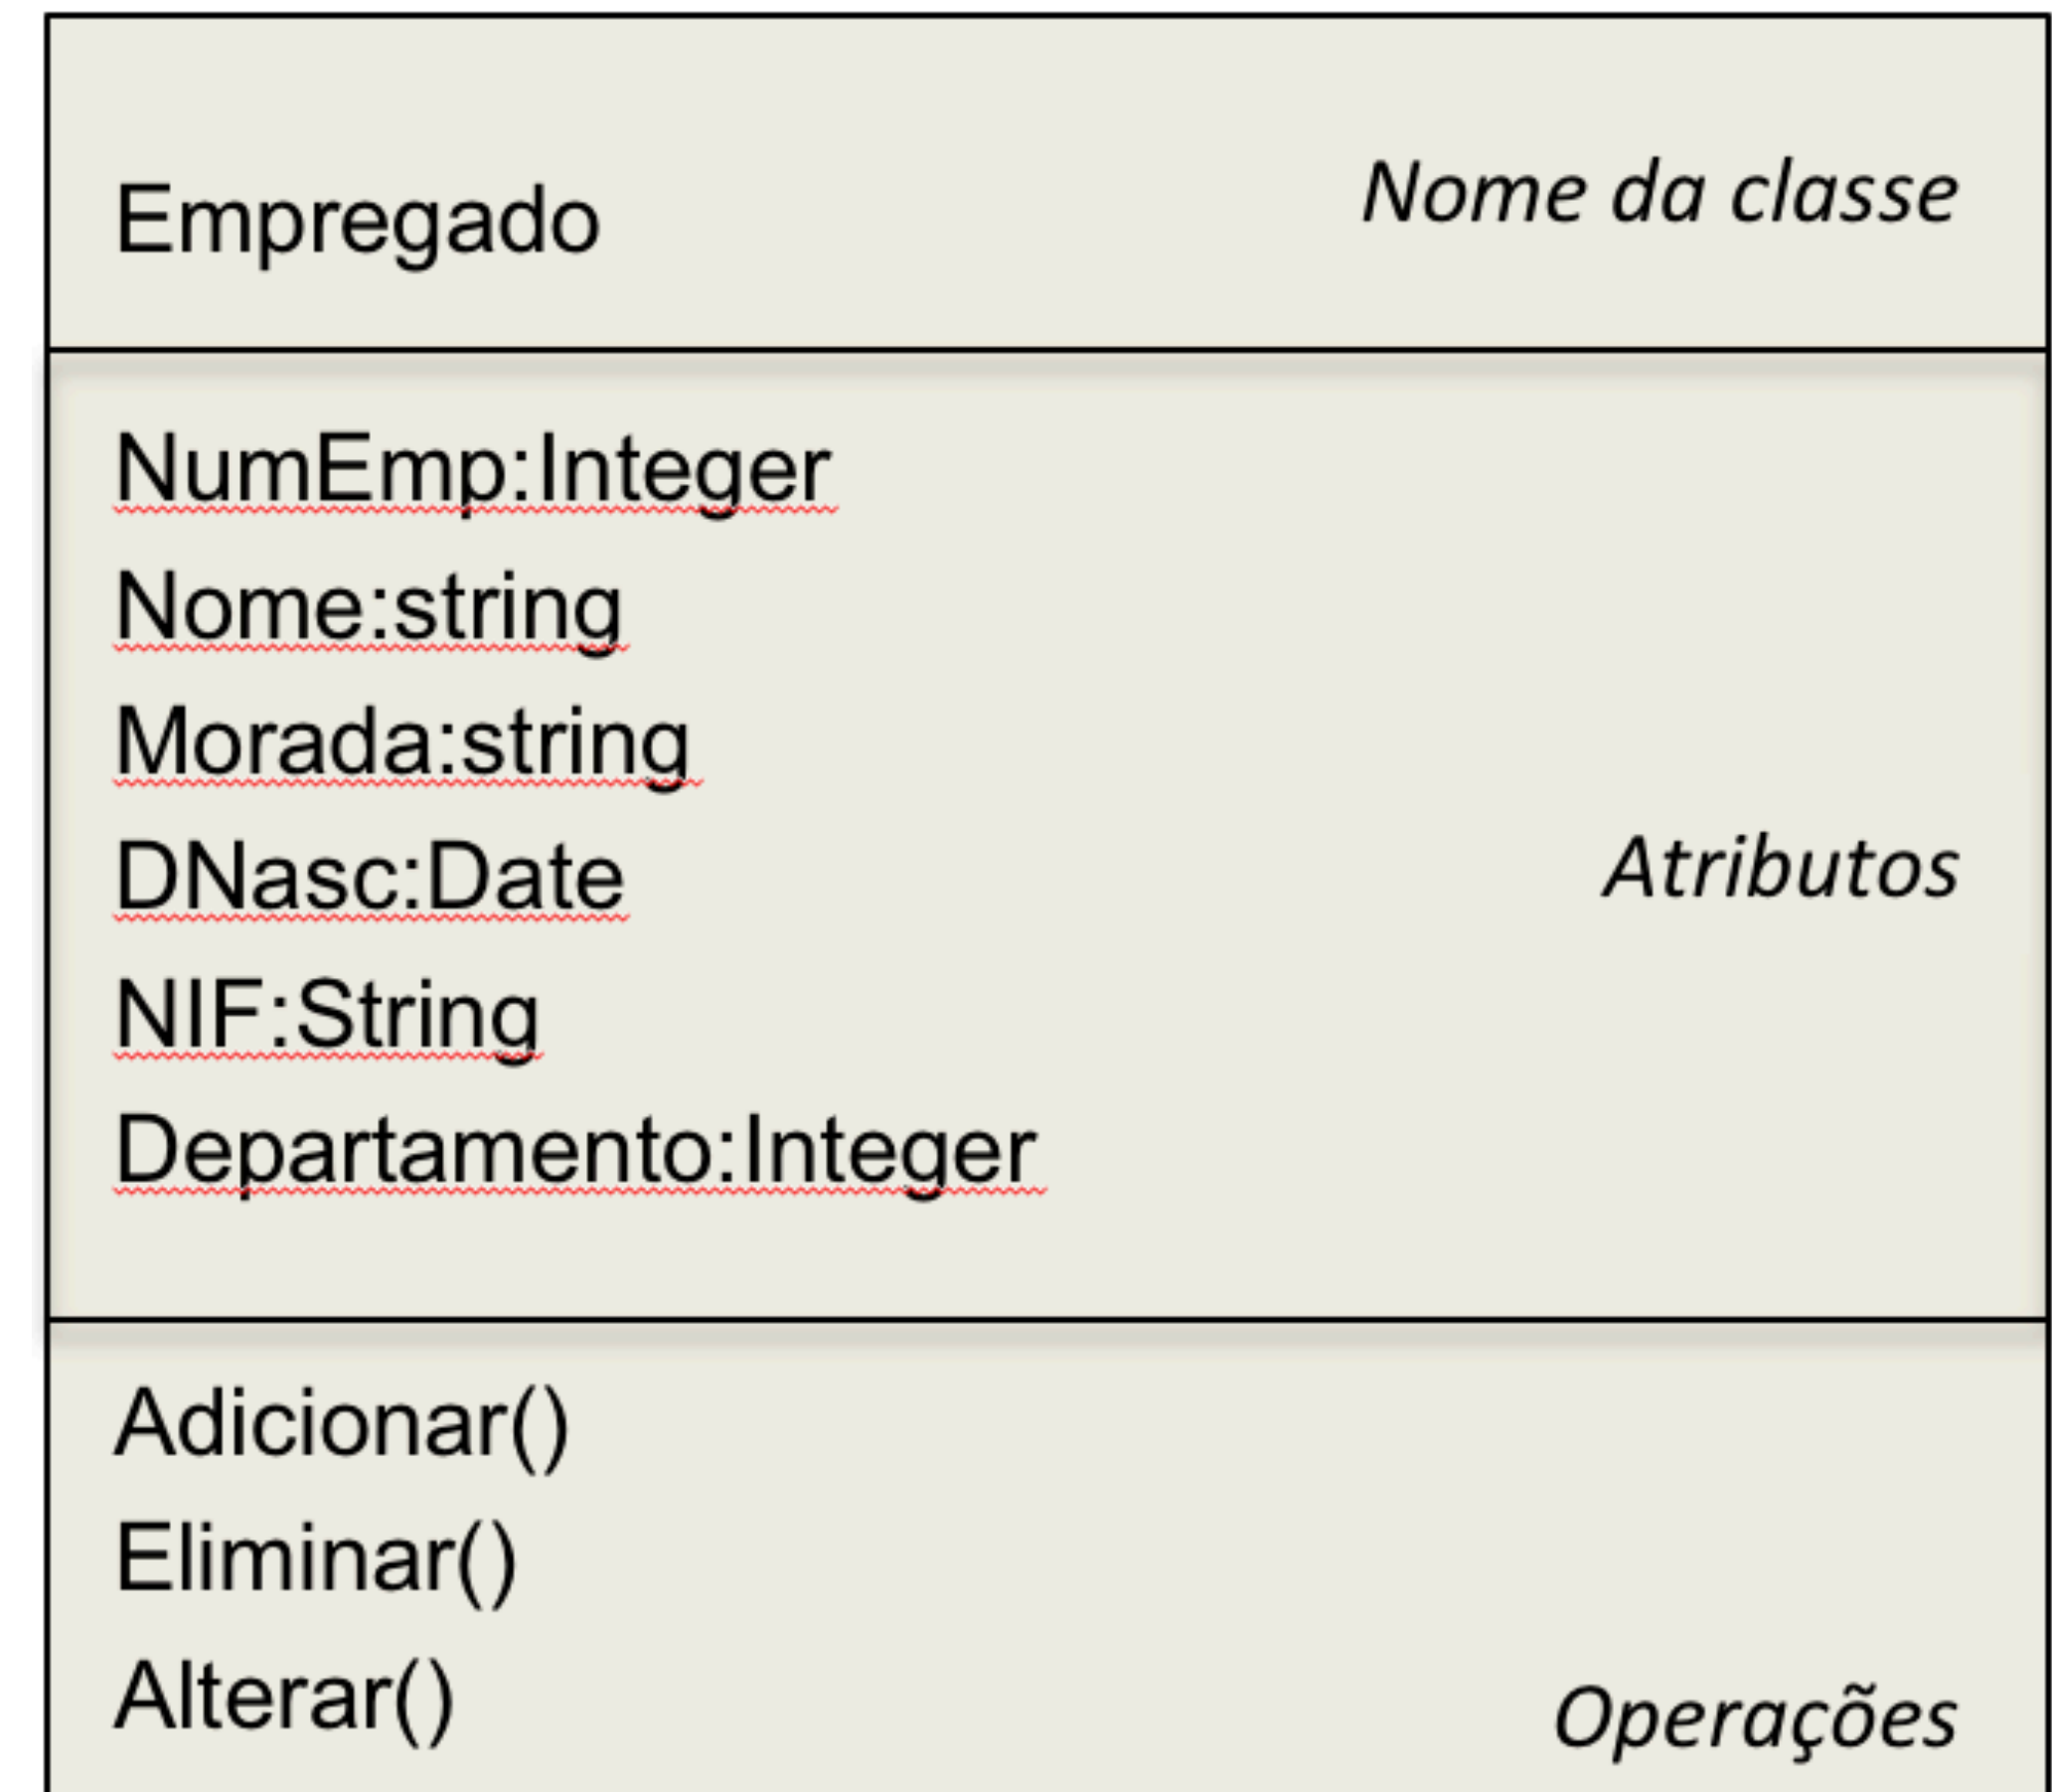 Empregado
Nome da classe
NumEmp:Integer
Nome:string
Morada:string
DNasc:Date
Atributos
NIF:String
Departamento:Integer
Adicionar()
Eliminar()
Alterar()
Operações